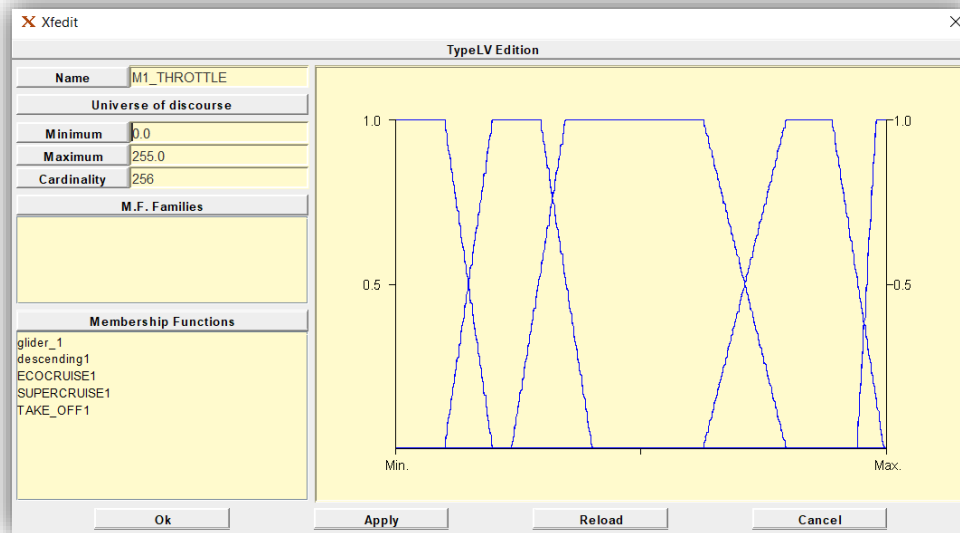 Xfedit
TypeLV Edition
Name M1_THROTTLE
Universe of discourse
Minimum 0.0
Maximum 255.0
Cardinality 256
M.F. Families
Membership Functions
glider_1
descending1
ECOCRUISE1
SUPERCRUISE1
TAKE_OFF1
1.0 1.0
0.5 0.5
Min. Max.
Ok Apply Reload Cancel